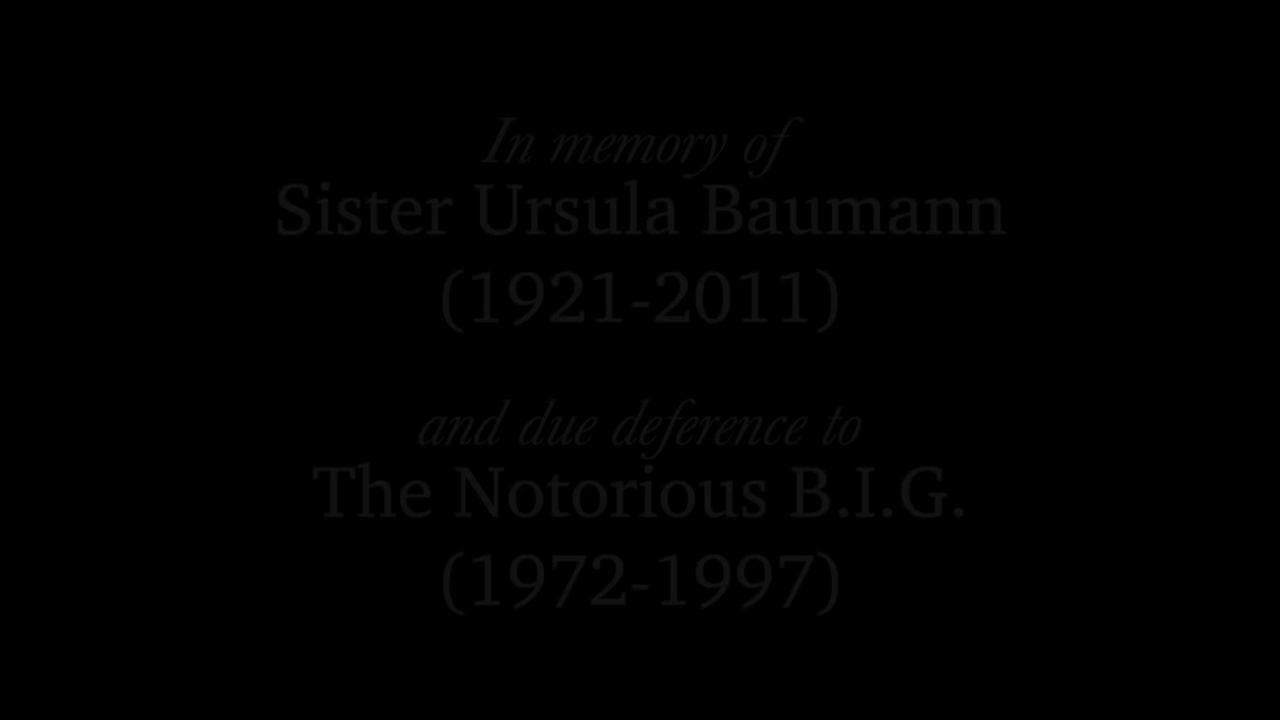 In memory of
Sister Ursula Baumann
(1921-2011)
and due deference to
The Notorious B.I.G.
(1972-1997)